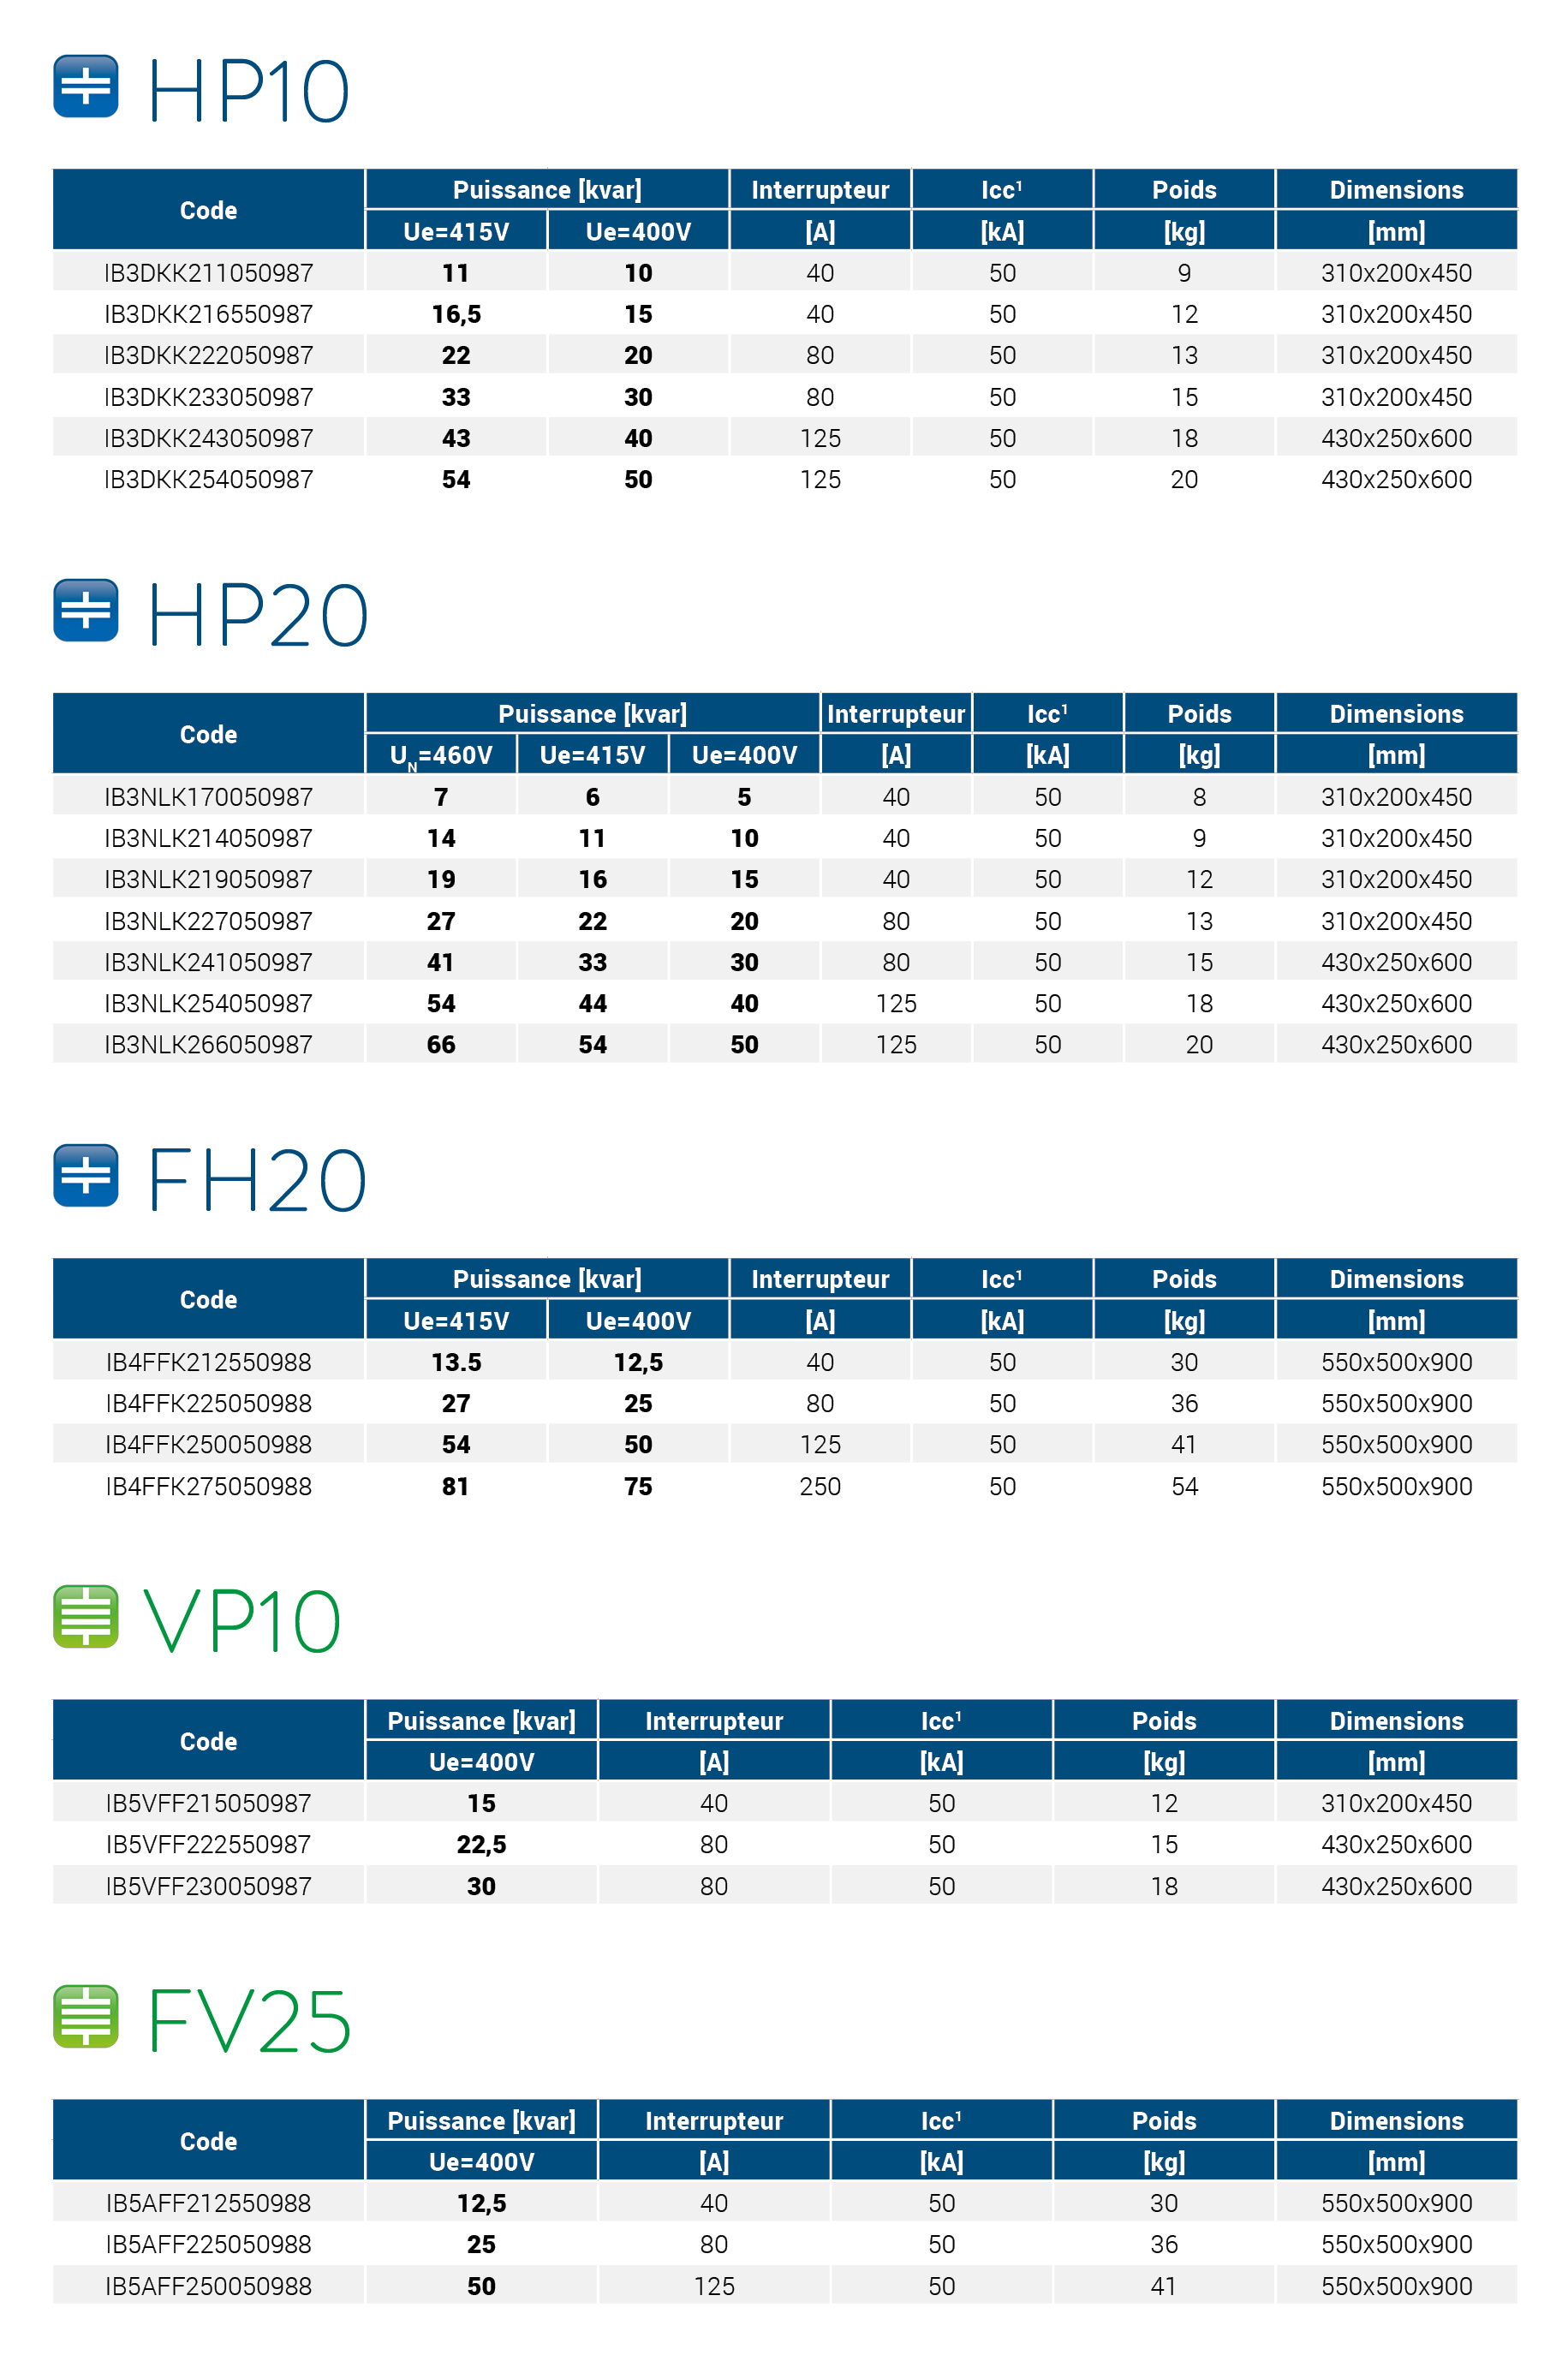 HP10
Code Puissance [kvar] Interrupteur Icc¹ Poids Dimensions
Ue=415V Ue=400V [A] [kA] [kg] [mm]
IB3DKK211050987 11 10 40 50 9 310x200x450
IB3DKK216550987 16,5 15 40 50 12 310x200x450
IB3DKK222050987 22 20 80 50 13 310x200x450
IB3DKK233050987 33 30 80 50 15 310x200x450
IB3DKK243050987 43 40 125 50 18 430x250x600
IB3DKK254050987 54 50 125 50 20 430x250x600
HP20
Code Puissance [kvar] Interrupteur Icc¹ Poids Dimensions
UN=460V Ue=415V Ue=400V [A] [kA] [kg] [mm]
IB3NLK170050987 7 6 5 40 50 8 310x200x450
IB3NLK214050987 14 11 10 40 50 9 310x200x450
IB3NLK219050987 19 16 15 40 50 12 310x200x450
IB3NLK227050987 27 22 20 80 50 13 310x200x450
IB3NLK241050987 41 33 30 80 50 15 430x250x600
IB3NLK254050987 54 44 40 125 50 18 430x250x600
IB3NLK266050987 66 54 50 125 50 20 430x250x600
FH20
Code Puissance [kvar] Interrupteur Icc¹ Poids Dimensions
Ue=415V Ue=400V [A] [kA] [kg] [mm]
IB4FFK212550988 13.5 12,5 40 50 30 550x500x900
IB4FFK225050988 27 25 80 50 36 550x500x900
IB4FFK250050988 54 50 125 50 41 550x500x900
IB4FFK275050988 81 75 250 50 54 550x500x900
VP10
Code Puissance [kvar] Interrupteur Icc¹ Poids Dimensions
Ue=400V [A] [kA] [kg] [mm]
IB5VFF215050987 15 40 50 12 310x200x450
IB5VFF222550987 22,5 80 50 15 430x250x600
IB5VFF230050987 30 80 50 18 430x250x600
FV25
Code Puissance [kvar] Interrupteur Icc¹ Poids Dimensions
Ue=400V [A] [kA] [kg] [mm]
IB5AFF212550988 12,5 40 50 30 550x500x900
IB5AFF225050988 25 80 50 36 550x500x900
IB5AFF250050988 50 125 50 41 550x500x900